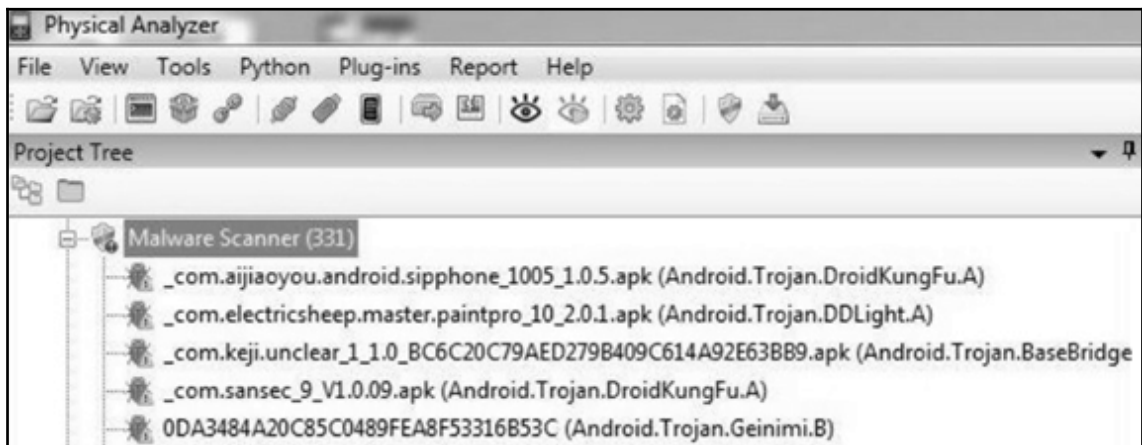 Physical Analyzer
File View Tools Python Plug-ins Report Help
Project Tree
Malware Scanner (331)
_com.aijiaoyou.android.sipphone_1005_1.0.5.apk (Android.Trojan.DroidKungFu.A)
_com.electricsheep.master.paintpro_10_2.0.1.apk (Android.Trojan.DDLight.A)
_com.keji.unclear_1_1.0_BC6C20C79AED279B409C614A92E63BB9.apk (Android.Trojan.BaseBridge
_com.sansec_9_V1.0.09.apk (Android.Trojan.DroidKungFu.A)
0DA3484A20C85C0489FEA8F53316B53C (Android.Trojan.Geinimi.B)